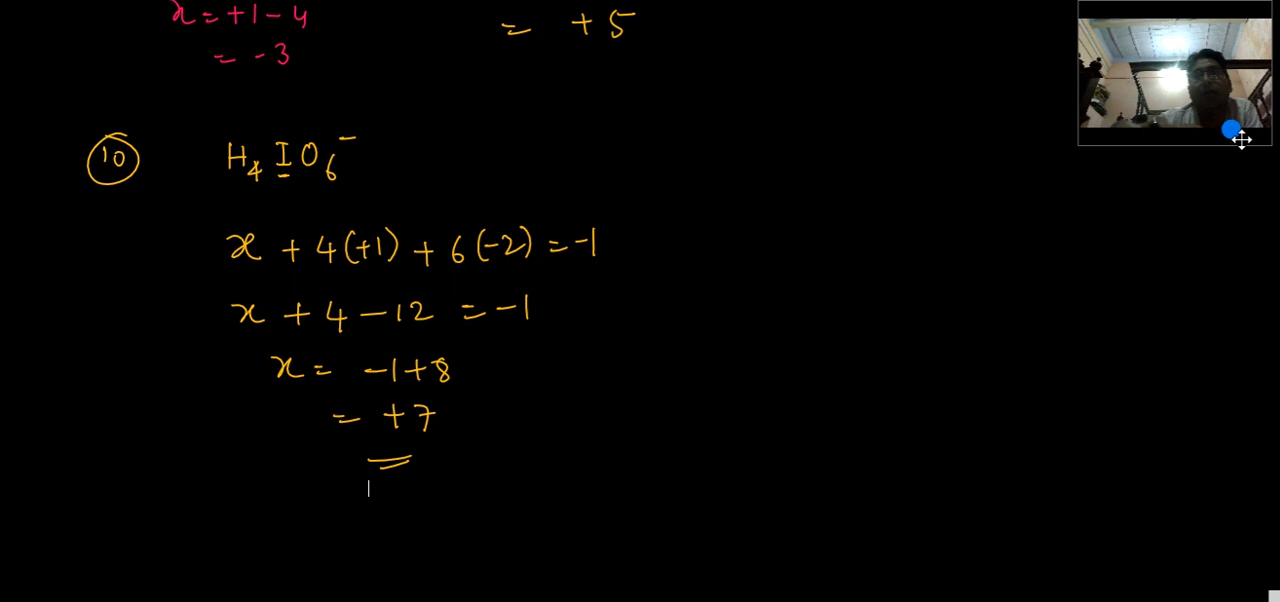 x = +1 - 4
= -3
= +5
10 H₄IO₆⁻
x + 4(+1) + 6(-2) = -1
x + 4 - 12 = -1
x = -1 + 8
= +7